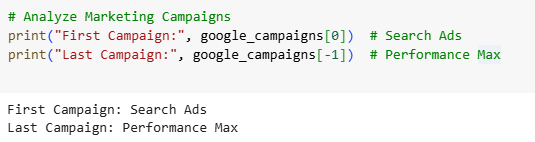 # Analyze Marketing Campaigns
print("First Campaign:", google_campaigns[0])  # Search Ads
print("Last Campaign:", google_campaigns[-1])  # Performance Max
First Campaign: Search Ads
Last Campaign: Performance Max